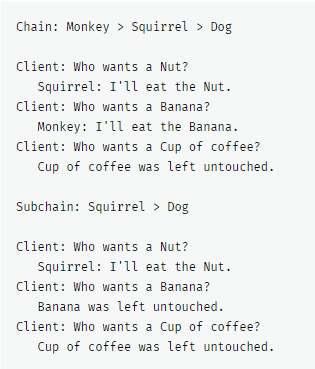 Chain: Monkey > Squirrel > Dog
Client: Who wants a Nut?
Squirrel: I'll eat the Nut.
Client: Who wants a Banana?
Monkey: I'll eat the Banana.
Client: Who wants a Cup of coffee?
Cup of coffee was left untouched.
Subchain: Squirrel > Dog
Client: Who wants a Nut?
Squirrel: I'll eat the Nut.
Client: Who wants a Banana?
Banana was left untouched.
Client: Who wants a Cup of coffee?
Cup of coffee was left untouched.